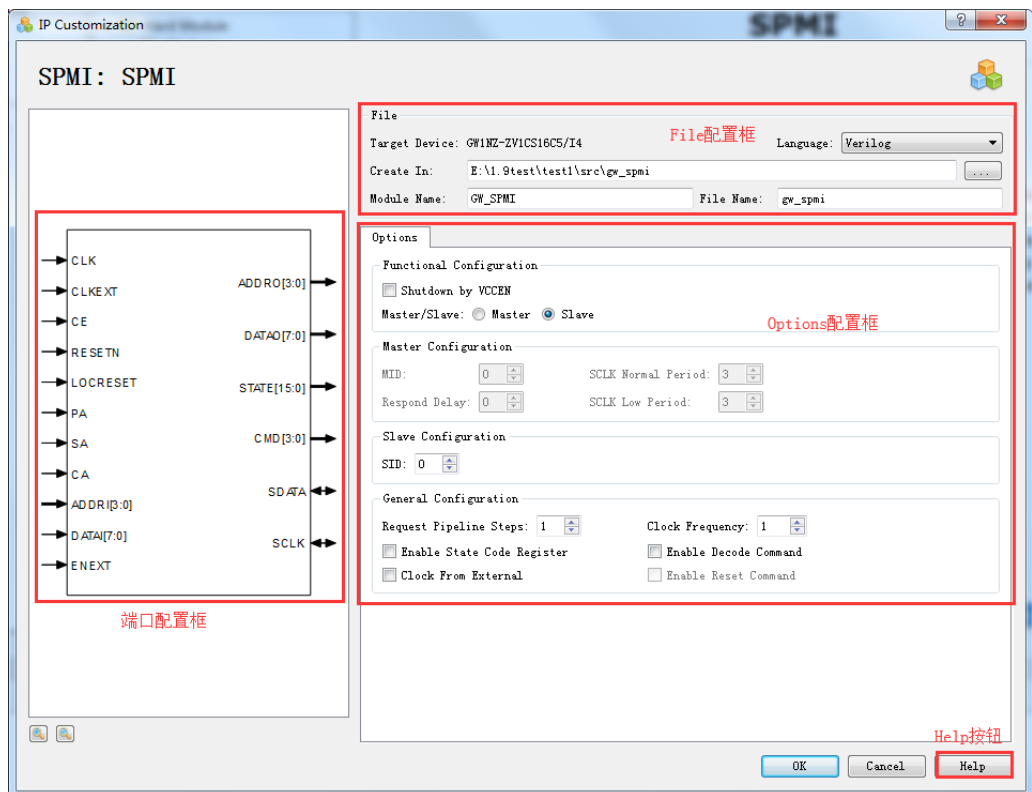 IP Customization
SPMI
SPMI: SPMI
File
File配置框
Target Device: GW1NZ-ZV1CS16C5/I4
Language: Verilog
Create In: E:\1.9test\test1\src\gw_spmi
...
Module Name: GW_SPMI
File Name: gw_spmi
CLK
CLKEXT
CE
RESETN
LOCRESET
PA
SA
CA
ADDRI[3:0]
DATAI[7:0]
ENEXT
ADDRO[3:0]
DATAO[7:0]
STATE[15:0]
CMD[3:0]
SDATA
SCLK
端口配置框
Options
Functional Configuration
Shutdown by VCCEN
Master/Slave: Master Slave
Options配置框
Master Configuration
MID: 0 SCLK Normal Period: 3
Respond Delay: 0 SCLK Low Period: 3
Slave Configuration
SID: 0
General Configuration
Request Pipeline Steps: 1 Clock Frequency: 1
Enable State Code Register Enable Decode Command
Clock From External Enable Reset Command
Help按钮
OK Cancel Help